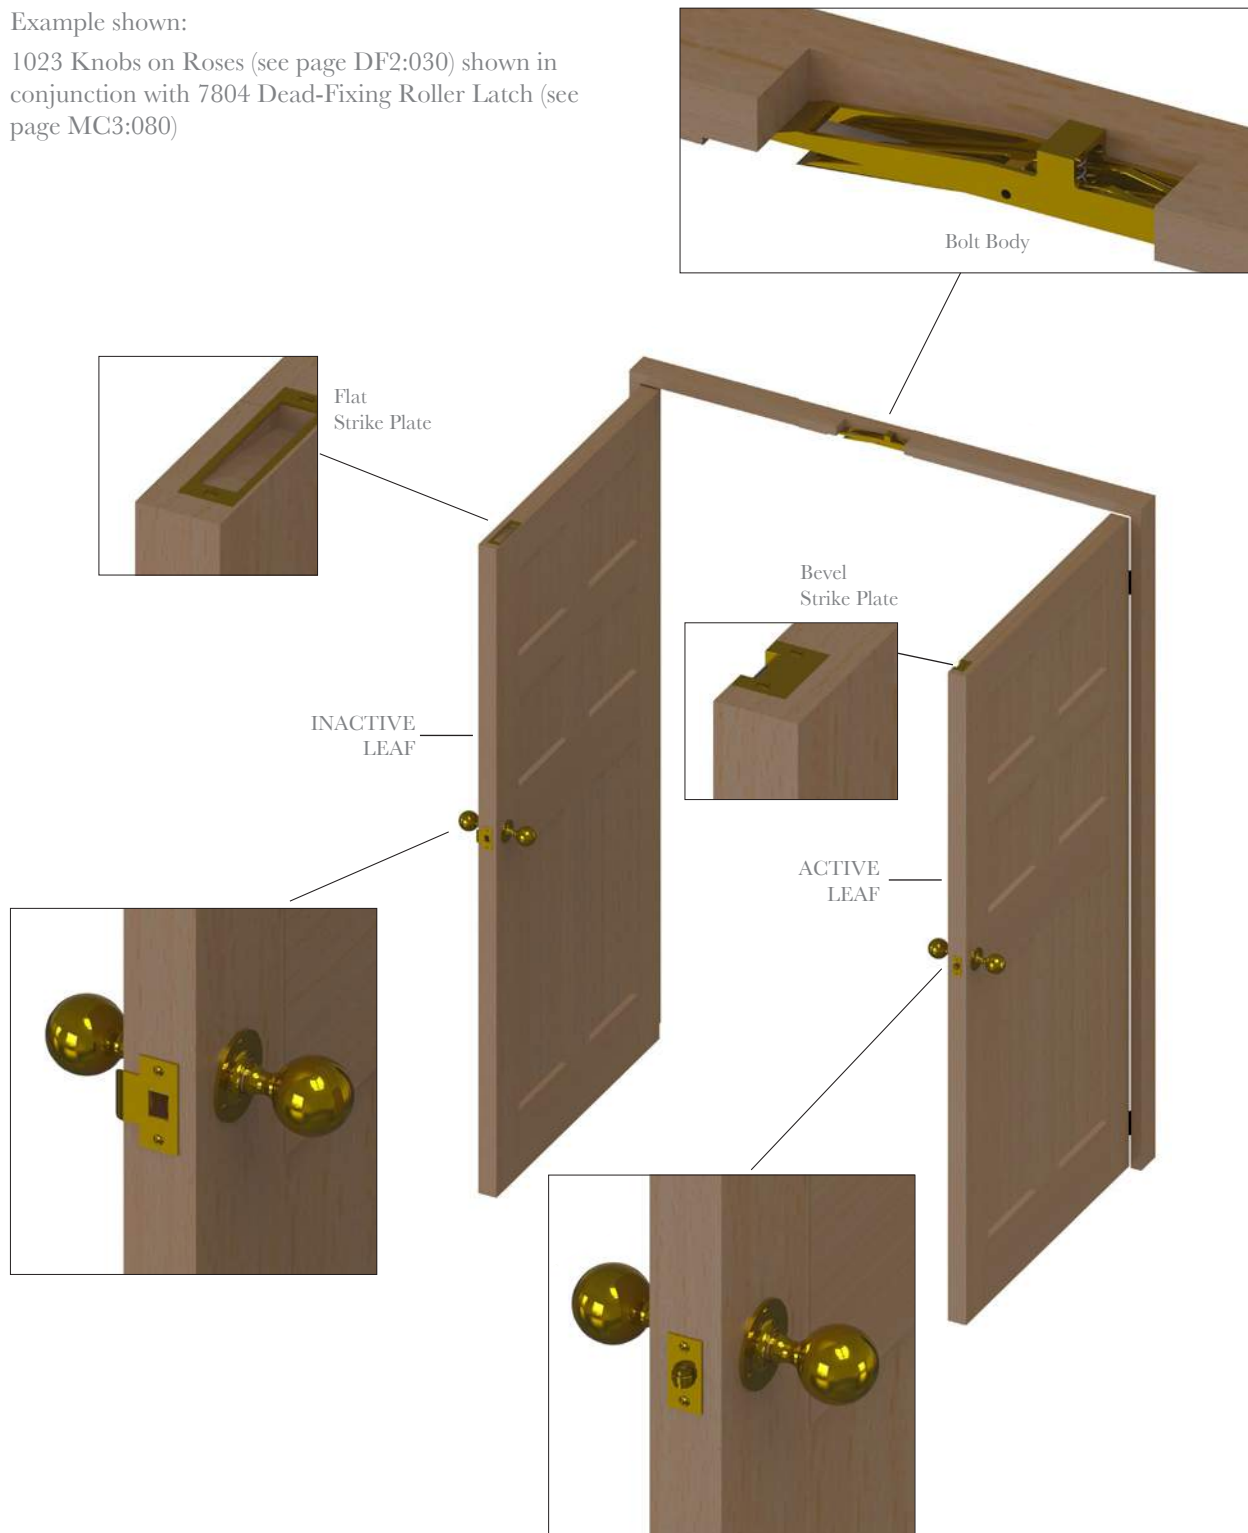 Example shown:
1023 Knobs on Roses (see page DF2:030) shown in
conjunction with 7804 Dead-Fixing Roller Latch (see
page MC3:080)
Bolt Body
Flat
Strike Plate
Bevel
Strike Plate
INACTIVE
LEAF
ACTIVE
LEAF